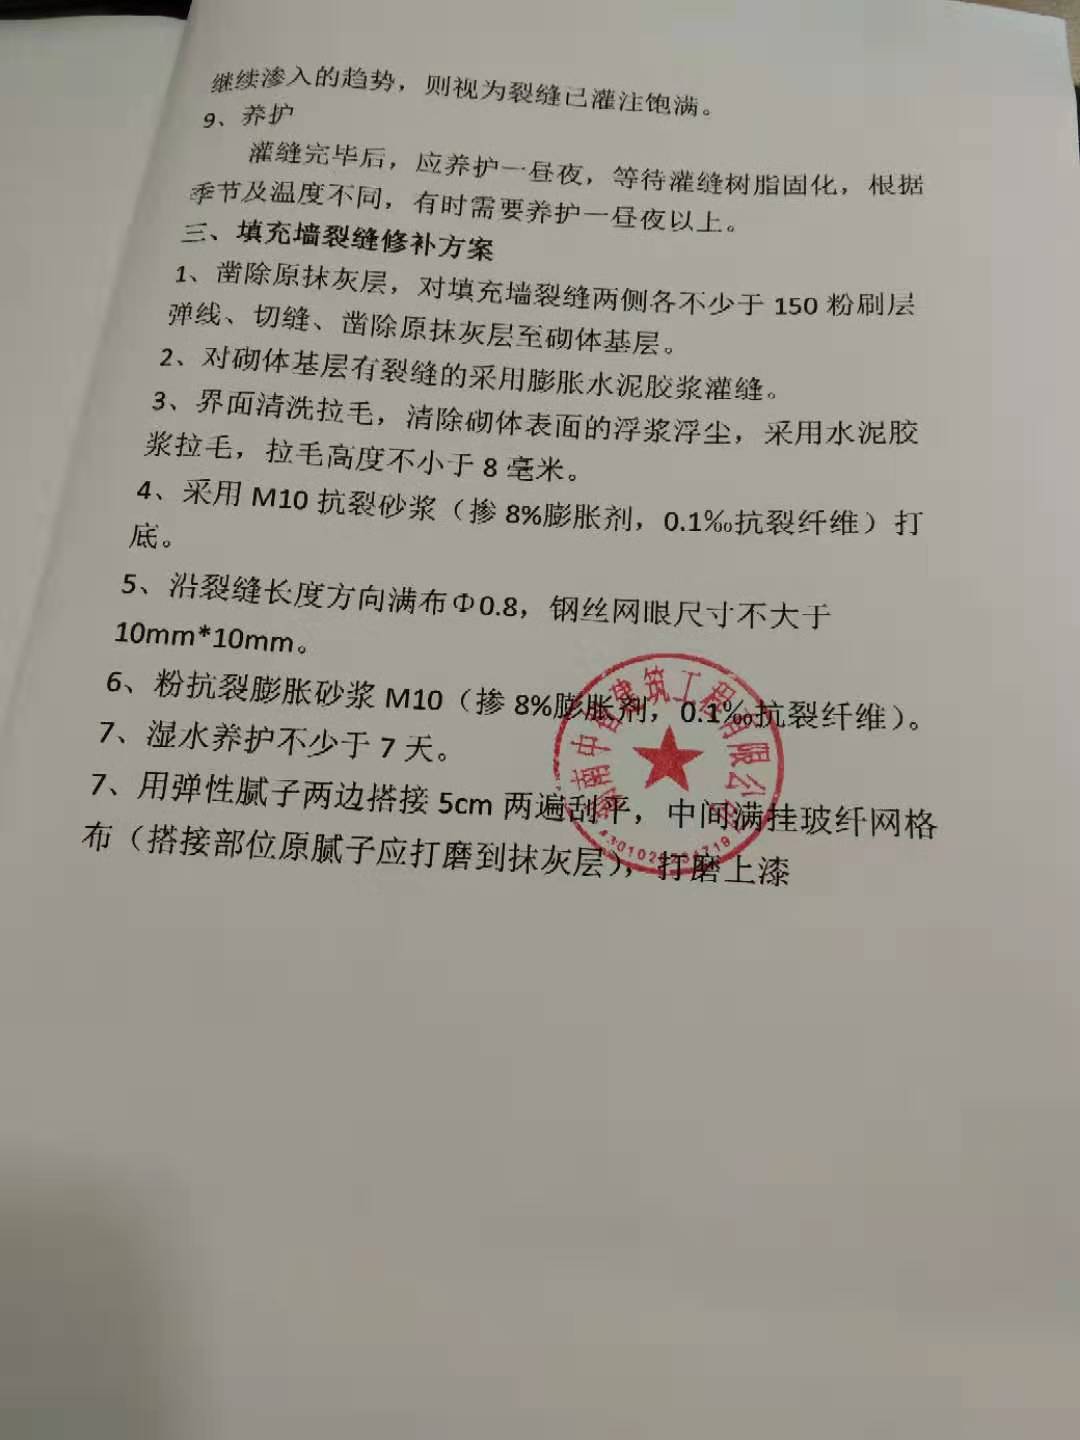 继续渗入的趋势，则视为裂缝已灌注饱满。
9、养护
灌缝完毕后，应养护一昼夜，等待灌缝树脂固化，根据
季节及温度不同，有时需要养护一昼夜以上。
三、填充墙裂缝修补方案
1、凿除原抹灰层，对填充墙裂缝两侧各不少于 150 粉刷层
弹线、切缝、凿除原抹灰层至砌体基层。
2、对砌体基层有裂缝的采用膨胀水泥胶浆灌缝。
3、界面清洗拉毛，清除砌体表面的浮浆浮尘，采用水泥胶
浆拉毛，拉毛高度不小于 8 毫米。
4、采用 M10 抗裂砂浆（掺 8%膨胀剂，0.1‰抗裂纤维）打
底。
5、沿裂缝长度方向满布Φ0.8，钢丝网眼尺寸不大于
10mm*10mm。
6、粉抗裂膨胀砂浆 M10（掺 8%膨胀剂，0.1‰抗裂纤维）。
7、湿水养护不少于 7 天。
7、用弹性腻子两边搭接 5cm 两遍刮平，中间满挂玻纤网格
布（搭接部位原腻子应打磨到抹灰层），打磨上漆
建筑工程有限公司